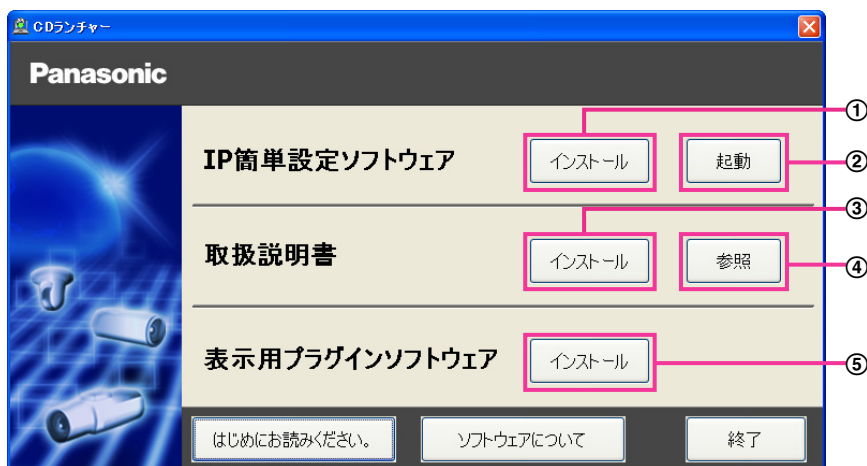 CDランチャー
Panasonic
①
IP簡単設定ソフトウェア
インストール
起動
②
③
取扱説明書
インストール
参照
④
表示用プラグインソフトウェア
インストール
⑤
はじめにお読みください。
ソフトウェアについて
終了